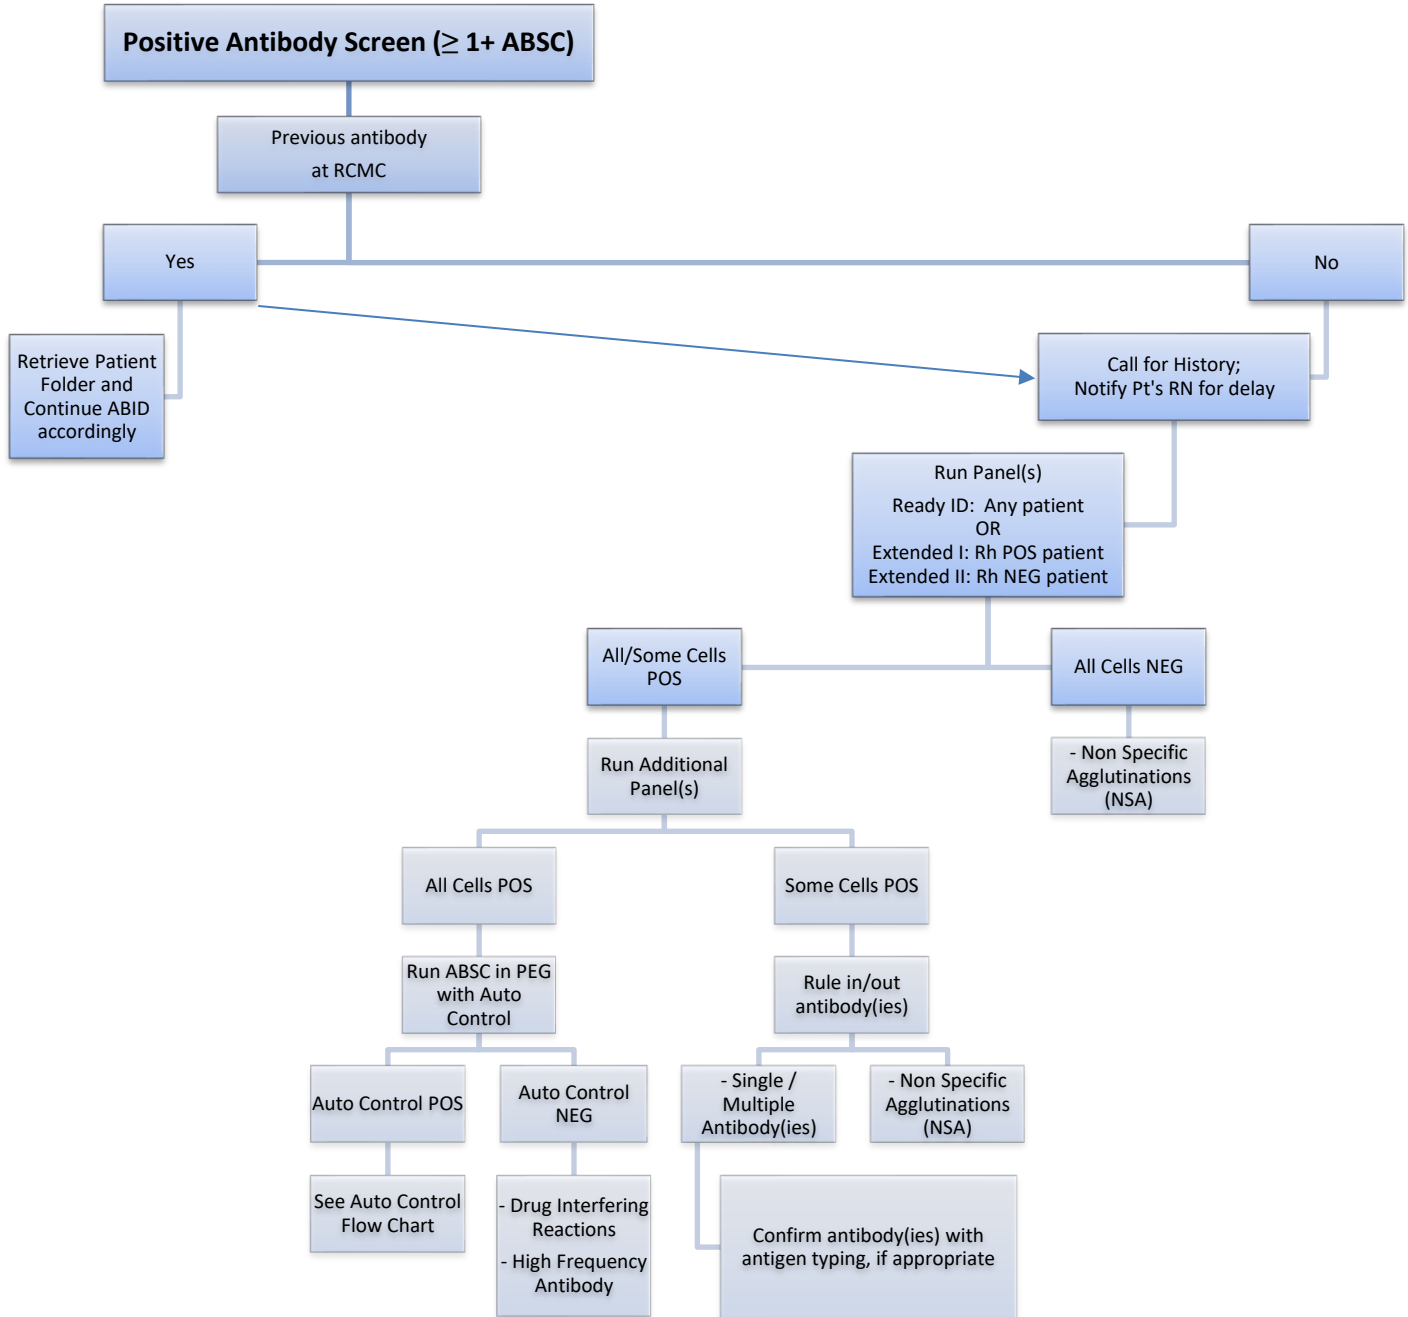 Positive Antibody Screen (≥ 1+ ABSC)
Previous antibody
at RCMC
Yes
No
Retrieve Patient
Folder and
Continue ABID
accordingly
Call for History;
Notify Pt's RN for delay
Run Panel(s)
Ready ID:  Any patient
OR
Extended I: Rh POS patient
Extended II: Rh NEG patient
All/Some Cells
POS
All Cells NEG
Run Additional
Panel(s)
- Non Specific
Agglutinations
(NSA)
All Cells POS
Some Cells POS
Run ABSC in PEG
with Auto
Control
Rule in/out
antibody(ies)
Auto Control POS
Auto Control
NEG
- Single /
Multiple
Antibody(ies)
- Non Specific
Agglutinations
(NSA)
See Auto Control
Flow Chart
- Drug Interfering
Reactions
- High Frequency
Antibody
Confirm antibody(ies) with
antigen typing, if appropriate